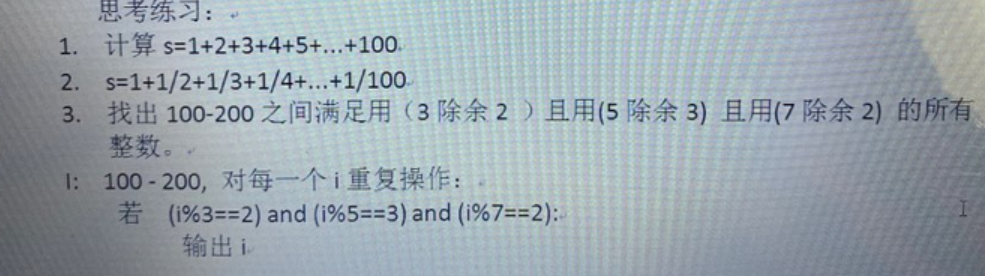 思考练习：
1. 计算 s=1+2+3+4+5+...+100
2. s=1+1/2+1/3+1/4+...+1/100
3. 找出 100-200 之间满足用（3 除余 2 ）且用(5 除余 3) 且用(7 除余 2) 的所有
整数。
I: 100 - 200, 对每一个 i 重复操作：
若 (i%3==2) and (i%5==3) and (i%7==2):
输出 i